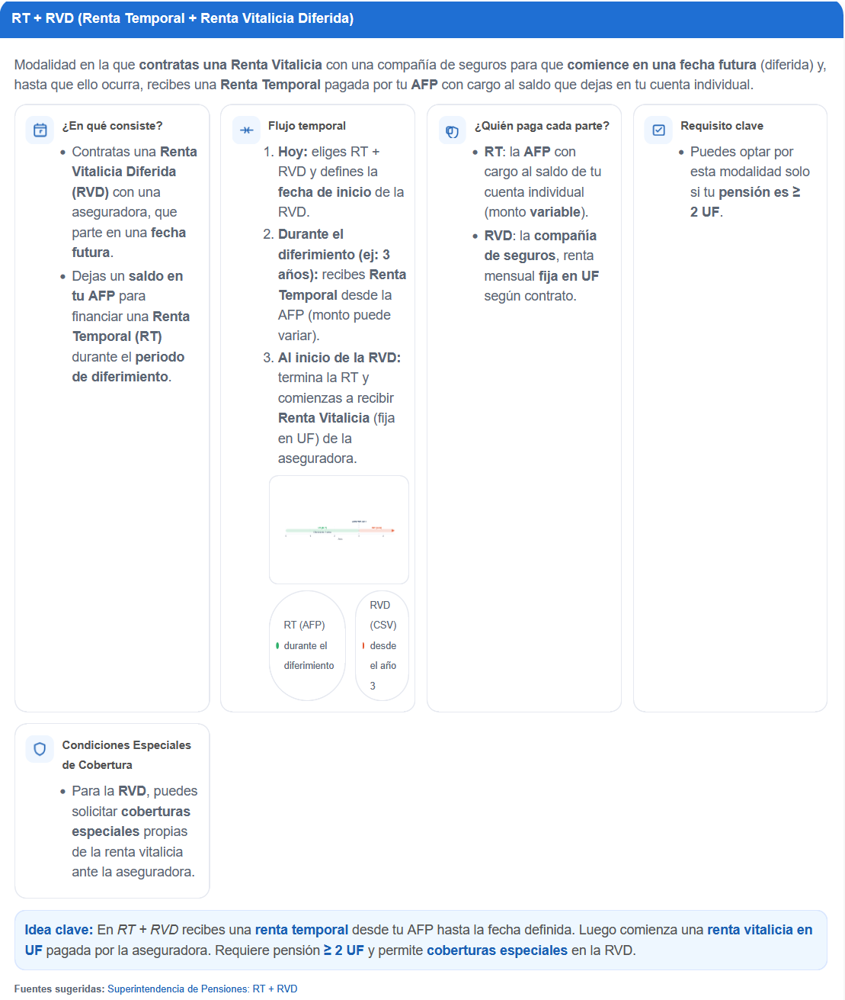 RT + RVD (Renta Temporal + Renta Vitalicia Diferida)
Modalidad en la que contratas una Renta Vitalicia con una compañía de seguros para que comience en una fecha futura (diferida) y,
hasta que ello ocurra, recibes una Renta Temporal pagada por tu AFP con cargo al saldo que dejas en tu cuenta individual.
¿En qué consiste?
• Contratas una Renta
Vitalicia Diferida
(RVD) con una
aseguradora, que
parte en una fecha
futura.
• Dejas un saldo en
tu AFP para
financiar una Renta
Temporal (RT)
durante el periodo
de diferimiento.
Flujo temporal
1. Hoy: eliges RT +
RVD y defines la
fecha de inicio de la
RVD.
2. Durante el
diferimiento (ej: 3
años): recibes Renta
Temporal desde la
AFP (monto puede
variar).
3. Al inicio de la RVD:
termina la RT y
comienzas a recibir
Renta Vitalicia (fija
en UF) de la
aseguradora.
RT (AFP)
durante el
diferimiento
RVD
(CSV)
desde
el año
3
¿Quién paga cada parte?
• RT: la AFP con
cargo al saldo de tu
cuenta individual
(monto variable).
• RVD: la compañía
de seguros, renta
mensual fija en UF
según contrato.
Requisito clave
• Puedes optar por
esta modalidad solo
si tu pensión es ≥
2 UF.
Condiciones Especiales
de Cobertura
• Para la RVD, puedes
solicitar coberturas
especiales propias
de la renta vitalicia
ante la aseguradora.
Idea clave: En RT + RVD recibes una renta temporal desde tu AFP hasta la fecha definida. Luego comienza una renta vitalicia en
UF pagada por la aseguradora. Requiere pensión ≥ 2 UF y permite coberturas especiales en la RVD.
Fuentes sugeridas: Superintendencia de Pensiones: RT + RVD